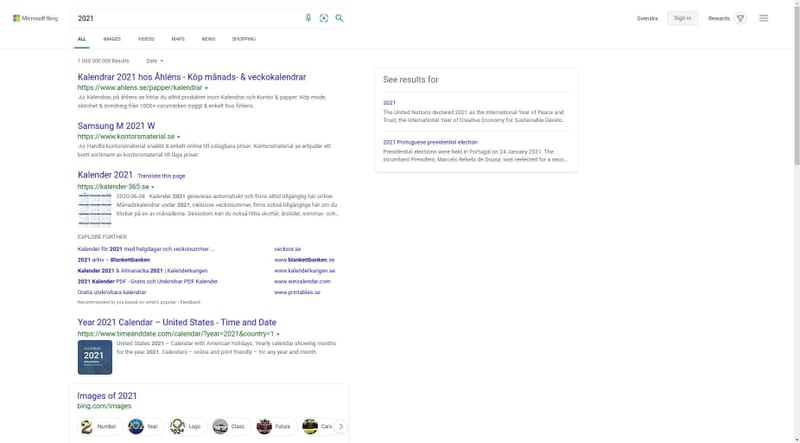 Microsoft Bing
2021
Svenska
Sign in
Rewards
ALL
IMAGES
VIDEOS
MAPS
NEWS
SHOPPING
1 060 000 000 Results
Date
Kalendrar 2021 hos Åhléns - Köp månads- & veckokalendrar
https://www.ahlens.se/papper/kalendrar
Ad Kalendrar, på åhlens.se hittar du alltid produkter inom Kalendrar och Kontor & papper. Köp mode,
skönhet & inredning från 1000+ varumärken tryggt & enkelt hos Åhléns.
Samsung M 2021 W
https://www.kontorsmaterial.se
Ad Handla kontorsmaterial snabbt & enkelt online till oslagbara priser. Kontorsmaterial.se erbjuder ett
brett sortiment av kontorsmaterial till låga priser
Kalender 2021 Translate this page
https://kalender-365.se
2020-06-08 · Kalender 2021 genereras automatiskt och finns alltid tillgänglig här online
Månadskalendrar under 2021, inklusive veckonummer, finns också tillgängliga här om du
klickar på en av månaderna. Dessutom kan du också hitta skottår, årstider, sommar- och...
EXPLORE FURTHER
Kalender för 2021 med helgdagar och veckonummer ...
veckonr.se
2021 arkiv – Blankettbanken
www.blankettbanken.se
Kalender 2021 & Almanacka 2021 | Kalenderkungen
www.kalenderkungen.se
2021 Kalender PDF - Gratis och Utskrivbar PDF Kalender
www.wincalendar.com
Gratis utskrivbara kalendrar
www.printables.se
Recommended to you based on what's popular • Feedback
Year 2021 Calendar – United States - Time and Date
https://www.timeanddate.com/calendar/?year=2021&country=1
2021
United States 2021 – Calendar with American holidays. Yearly calendar showing months
for the year 2021. Calendars – online and print friendly – for any year and month
Images of 2021
bing.com/images
Number
Year
Logo
Class
Future
Cars
See results for
2021
The United Nations declared 2021 as the International Year of Peace and
Trust, the International Year of Creative Economy for Sustainable Develo...
2021 Portuguese presidential election
Presidential elections were held in Portugal on 24 January 2021. The
incumbent President, Marcelo Rebelo de Sousa, was reelected for a seco...